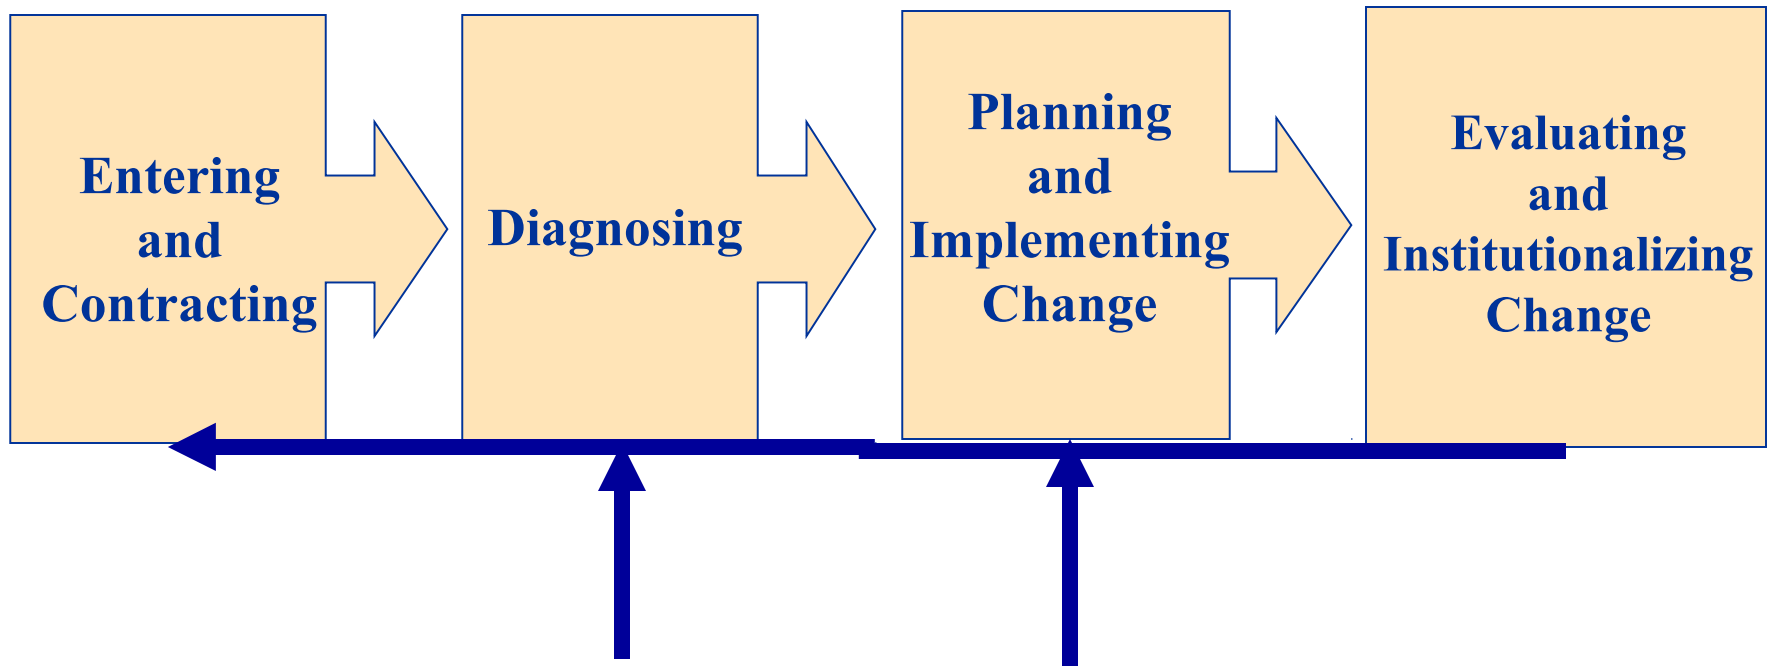 Entering
and
Contracting
Diagnosing
Planning
and
Implementing
Change
Evaluating
and
Institutionalizing
Change